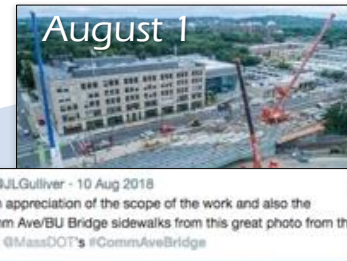 August 1
@JLGulliver - 10 Aug 2018
appreciation of the scope of the work and also the
Ave/BU Bridge sidewalks from this great photo from
@MassDOT's #CommAveBridge